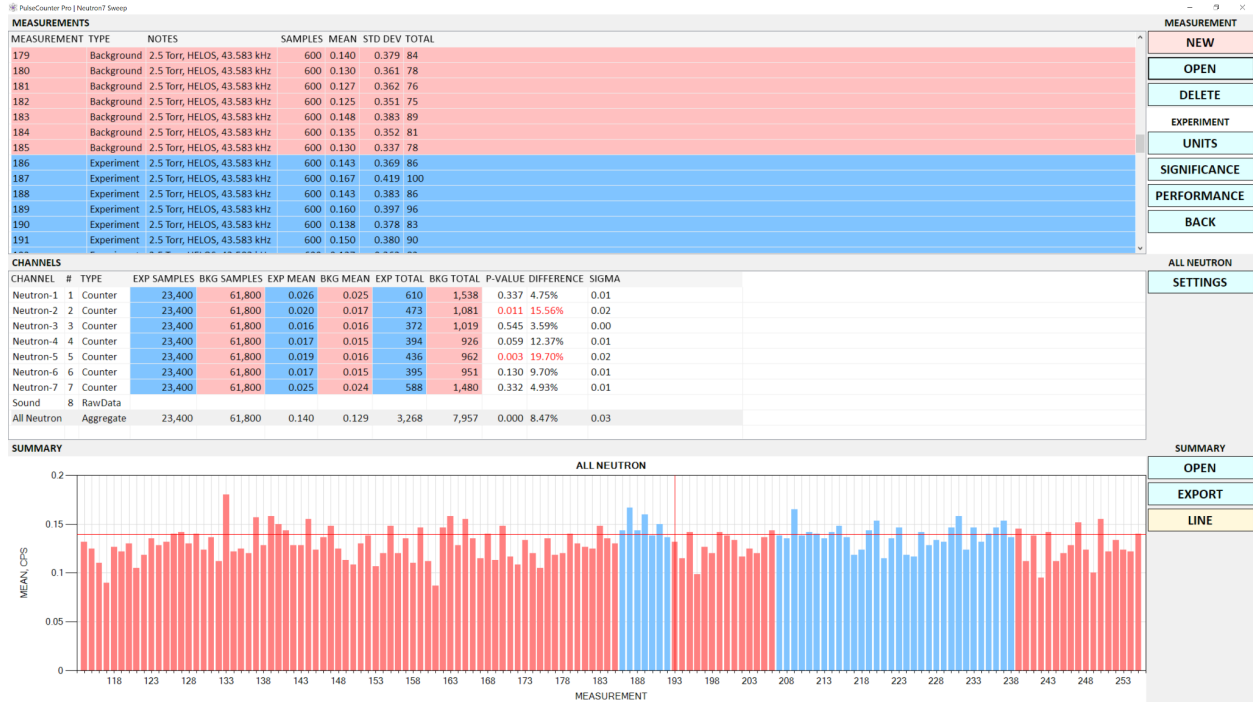 PulseCounter Pro | Neutron7 Sweep
MEASUREMENTS
MEASUREMENT TYPE NOTES SAMPLES MEAN STD DEV TOTAL
179 Background 2.5 Torr, HELOS, 43.583 kHz 600 0.140 0.379 84
180 Background 2.5 Torr, HELOS, 43.583 kHz 600 0.130 0.361 78
181 Background 2.5 Torr, HELOS, 43.583 kHz 600 0.127 0.362 76
182 Background 2.5 Torr, HELOS, 43.583 kHz 600 0.125 0.351 75
183 Background 2.5 Torr, HELOS, 43.583 kHz 600 0.148 0.383 89
184 Background 2.5 Torr, HELOS, 43.583 kHz 600 0.135 0.352 81
185 Background 2.5 Torr, HELOS, 43.583 kHz 600 0.130 0.337 78
186 Experiment 2.5 Torr, HELOS, 43.583 kHz 600 0.143 0.369 86
187 Experiment 2.5 Torr, HELOS, 43.583 kHz 600 0.167 0.419 100
188 Experiment 2.5 Torr, HELOS, 43.583 kHz 600 0.143 0.383 86
189 Experiment 2.5 Torr, HELOS, 43.583 kHz 600 0.160 0.397 96
190 Experiment 2.5 Torr, HELOS, 43.583 kHz 600 0.138 0.378 83
191 Experiment 2.5 Torr, HELOS, 43.583 kHz 600 0.150 0.380 90
MEASUREMENT
NEW
OPEN
DELETE
EXPERIMENT
UNITS
SIGNIFICANCE
PERFORMANCE
BACK
CHANNELS
CHANNEL # TYPE EXP SAMPLES BKG SAMPLES EXP MEAN BKG MEAN EXP TOTAL BKG TOTAL P-VALUE DIFFERENCE SIGMA
Neutron-1 1 Counter 23,400 61,800 0.026 0.025 610 1,538 0.337 4.75% 0.01
Neutron-2 2 Counter 23,400 61,800 0.020 0.017 473 1,081 0.011 15.56% 0.02
Neutron-3 3 Counter 23,400 61,800 0.016 0.016 372 1,019 0.545 3.59% 0.00
Neutron-4 4 Counter 23,400 61,800 0.017 0.015 394 926 0.059 12.37% 0.01
Neutron-5 5 Counter 23,400 61,800 0.019 0.016 436 962 0.003 19.70% 0.02
Neutron-6 6 Counter 23,400 61,800 0.017 0.015 395 951 0.130 9.70% 0.01
Neutron-7 7 Counter 23,400 61,800 0.025 0.024 588 1,480 0.332 4.93% 0.01
Sound 8 RawData
All Neutron Aggregate 23,400 61,800 0.140 0.129 3,268 7,957 0.000 8.47% 0.03
ALL NEUTRON
SETTINGS
SUMMARY
ALL NEUTRON
0.2
0.15
0.1
0.05
0
MEAN, CPS
118 123 128 133 138 143 148 153 158 163 168 173 178 183 188 193 198 203 208 213 218 223 228 233 238 243 248 253
MEASUREMENT
SUMMARY
OPEN
EXPORT
LINE